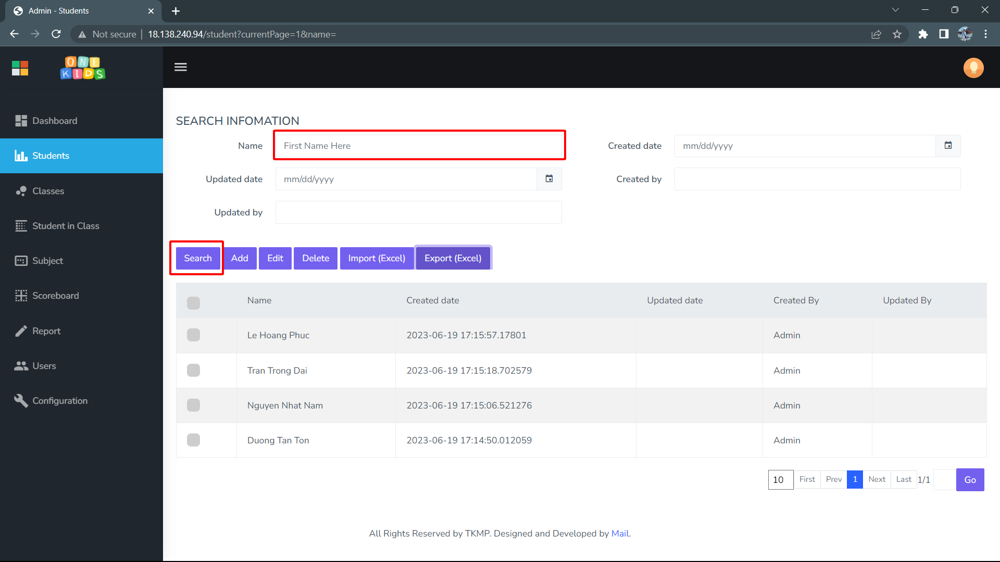 Admin - Students
Not secure | 18.138.240.94/student?currentPage=1&name=
ONE
KIDS
Dashboard
Students
Classes
Student in Class
Subject
Scoreboard
Report
Users
Configuration
SEARCH INFOMATION
Name First Name Here Created date mm/dd/yyyy
Updated date mm/dd/yyyy Created by
Updated by
Search Add Edit Delete Import (Excel) Export (Excel)
Name Created date Updated date Created By Updated By
Le Hoang Phuc 2023-06-19 17:15:57.17801 Admin
Tran Trong Dai 2023-06-19 17:15:18.702579 Admin
Nguyen Nhat Nam 2023-06-19 17:15:06.521276 Admin
Duong Tan Ton 2023-06-19 17:14:50.012059 Admin
10 First Prev 1 Next Last 1/1 Go
All Rights Reserved by TKMP. Designed and Developed by Mail.